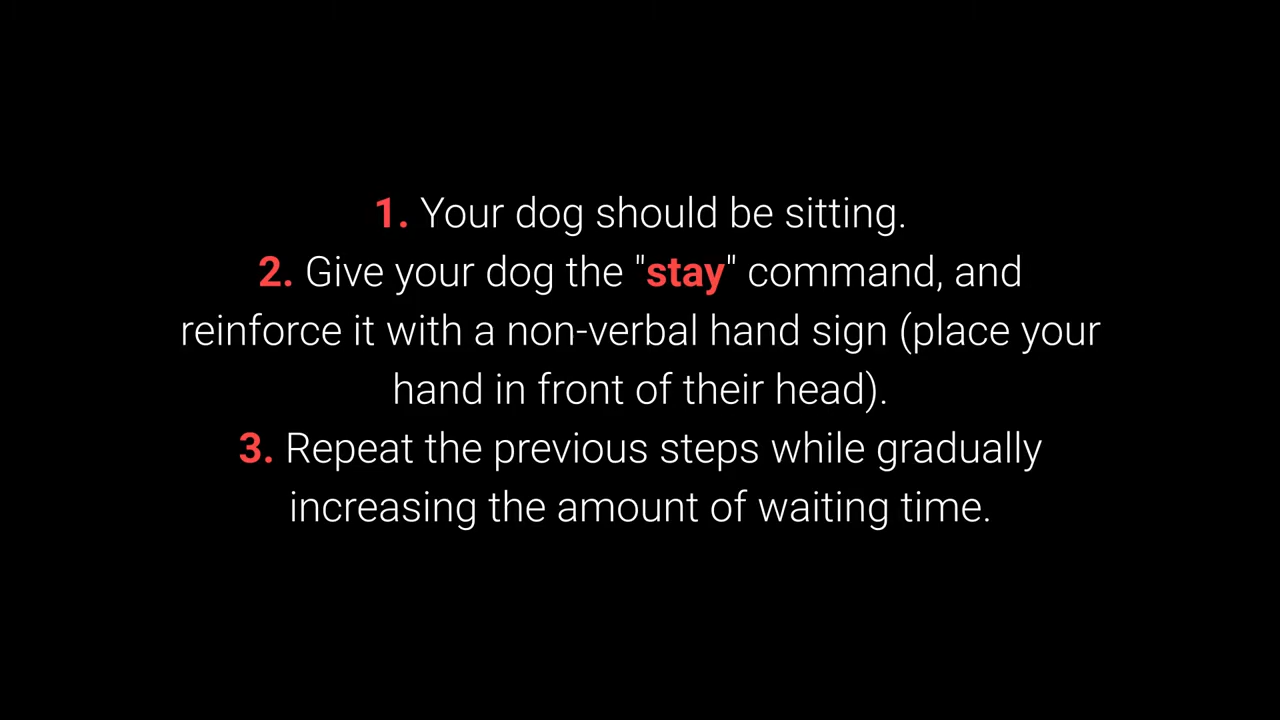 1. Your dog should be sitting.
2. Give your dog the "stay" command, and
reinforce it with a non-verbal hand sign (place your
hand in front of their head).
3. Repeat the previous steps while gradually
increasing the amount of waiting time.